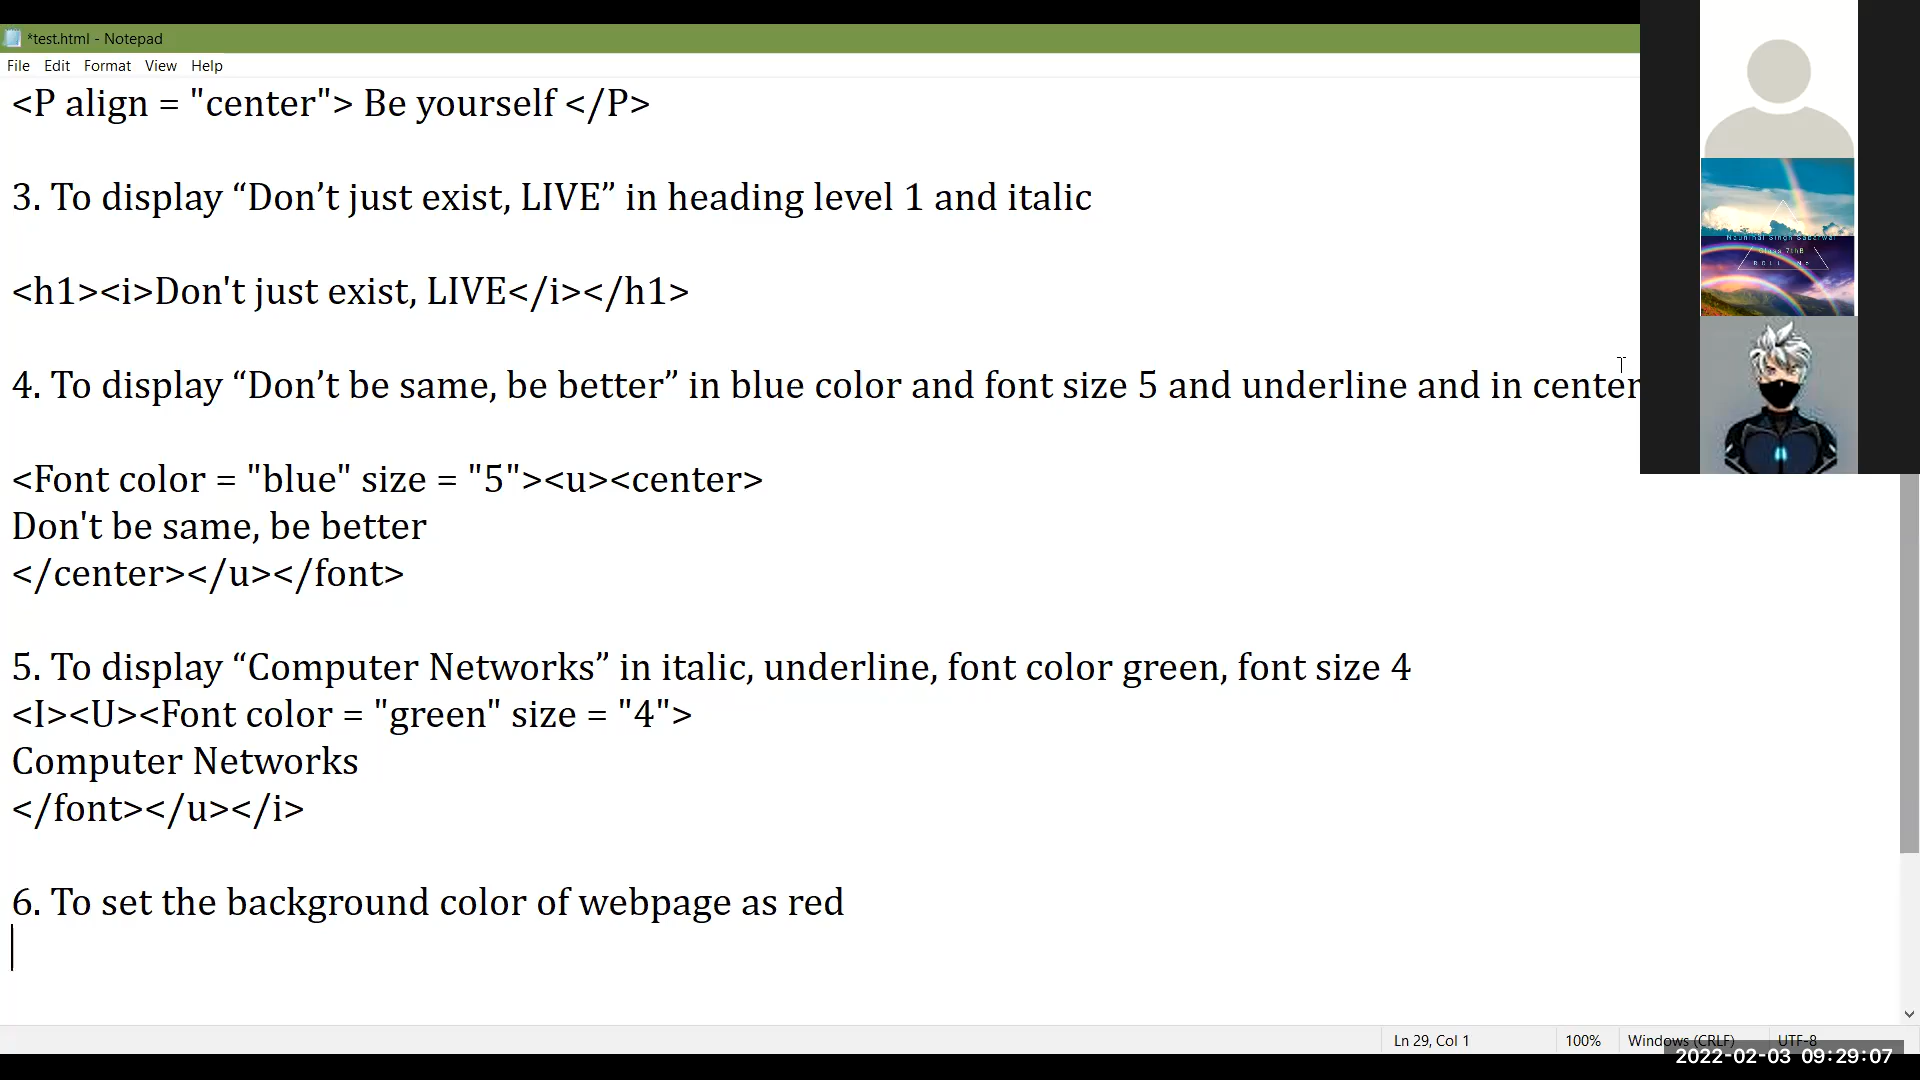 *test.html - Notepad
File Edit Format View Help
<P align = "center"> Be yourself </P>
3. To display “Don’t just exist, LIVE” in heading level 1 and italic
<h1><i>Don't just exist, LIVE</i></h1>
4. To display “Don’t be same, be better” in blue color and font size 5 and underline and in center
<Font color = "blue" size = "5"><u><center>
Don't be same, be better
</center></u></font>
5. To display “Computer Networks” in italic, underline, font color green, font size 4
<I><U><Font color = "green" size = "4">
Computer Networks
</font></u></i>
6. To set the background color of webpage as red
Ln 29, Col 1 100% Windows (CRLF) UTF-8
2022-02-03 09:29:07